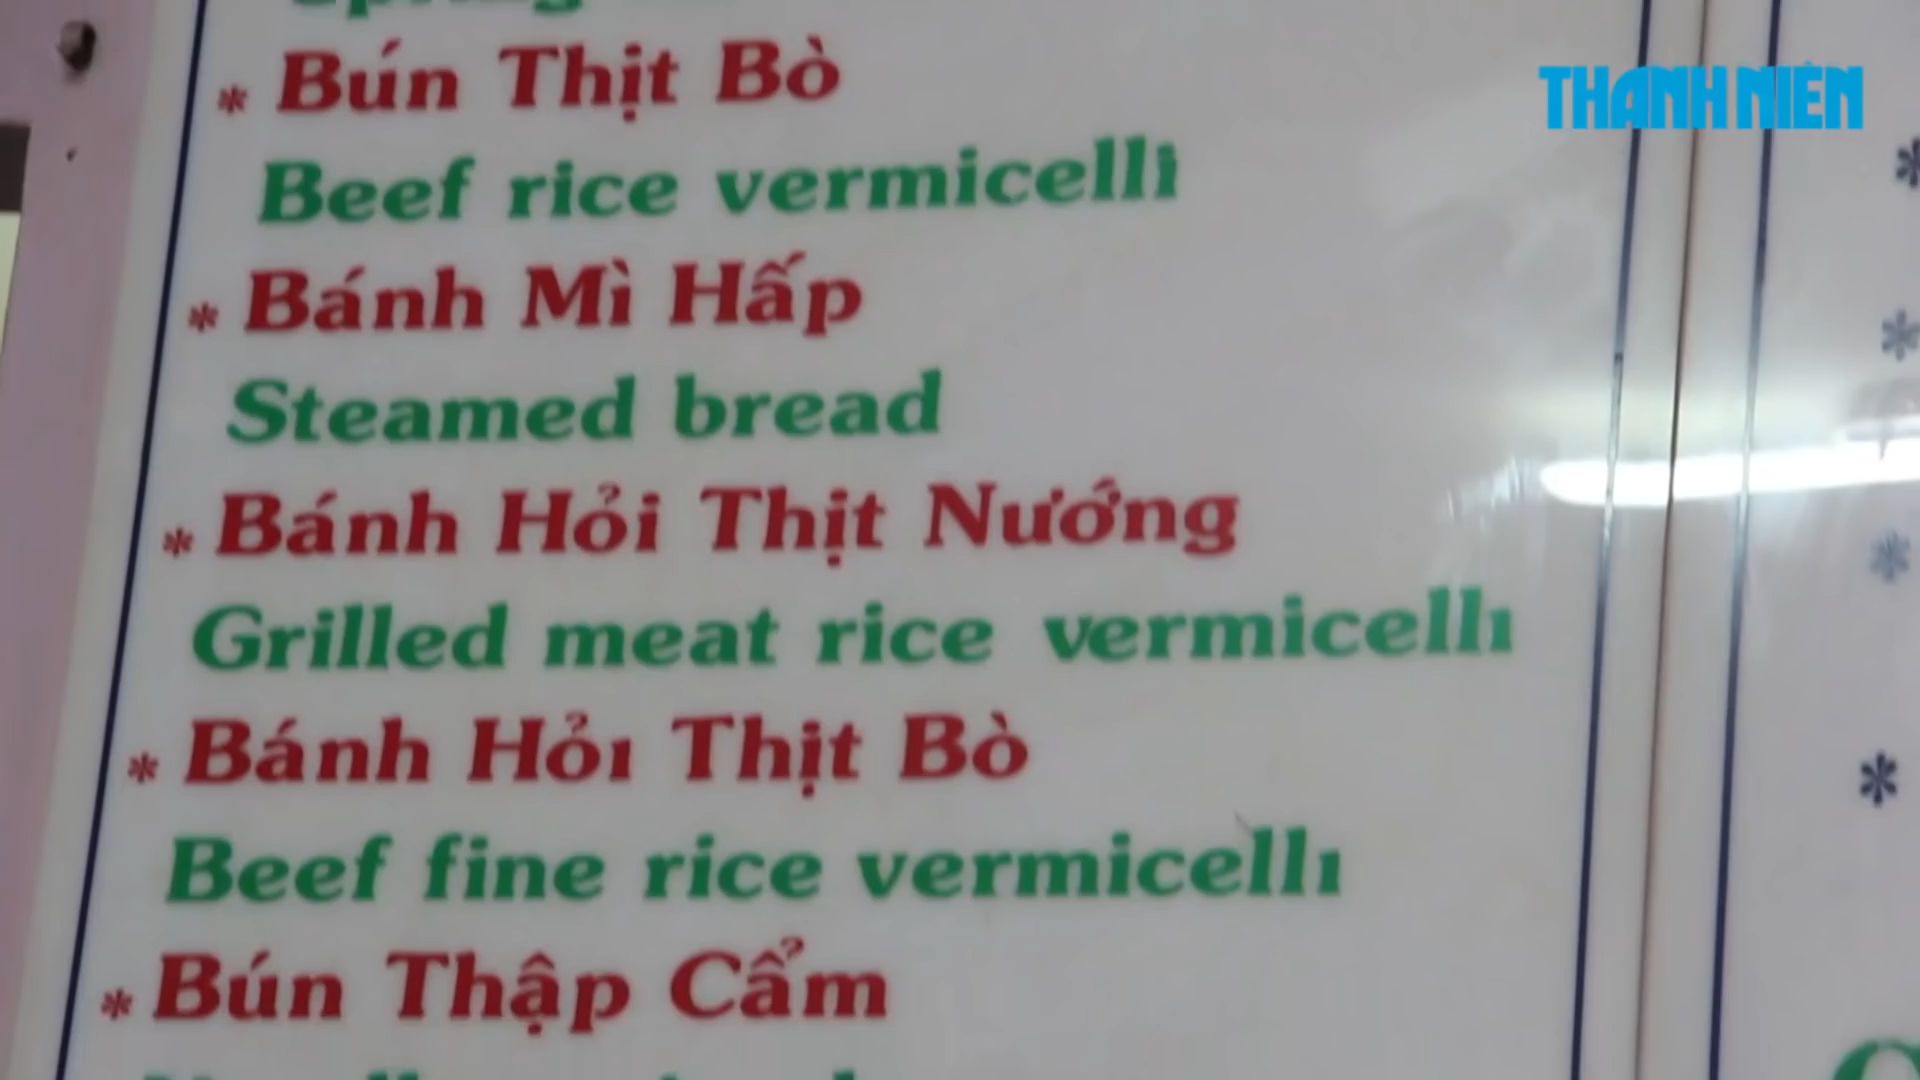 THANH NIÊN
* Bún Thịt Bò
Beef rice vermicelli
* Bánh Mì Hấp
Steamed bread
* Bánh Hỏi Thịt Nướng
Grilled meat rice vermicelli
* Bánh Hỏi Thịt Bò
Beef fine rice vermicelli
* Bún Thập Cẩm